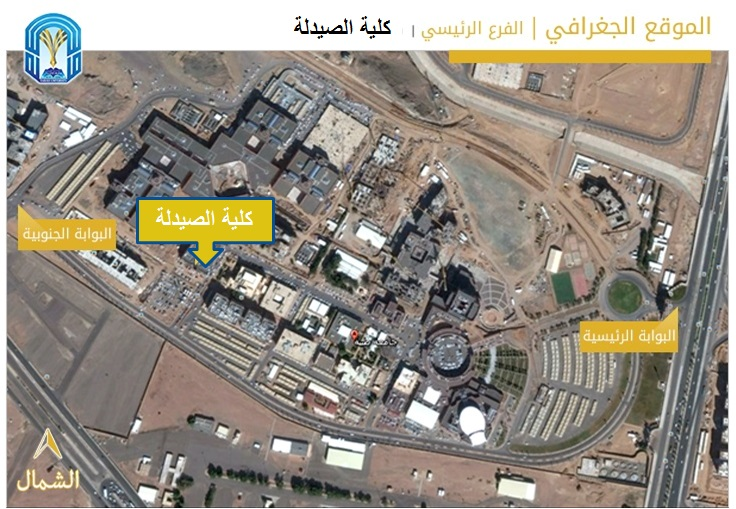 الموقع الجغرافي | الفرع الرئيسي | كلية الصيدلة
كلية الصيدلة
البوابة الجنوبية
البوابة الرئيسية
الشمال